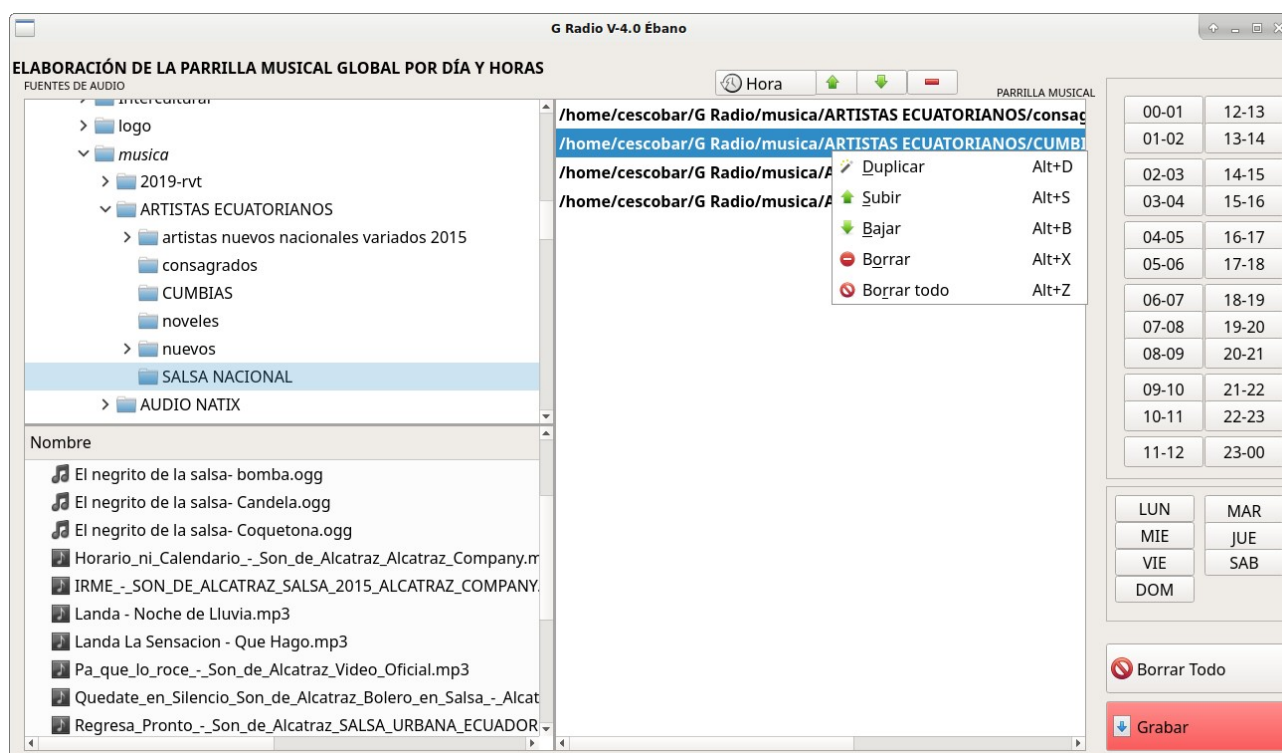 G Radio V-4.0 Ébano
ELABORACIÓN DE LA PARRILLA MUSICAL GLOBAL POR DÍA Y HORAS
FUENTES DE AUDIO
Hora
PARRILLA MUSICAL
Intercultural
logo
musica
2019-rvt
ARTISTAS ECUATORIANOS
artistas nuevos nacionales variados 2015
consagrados
CUMBIAS
noveles
nuevos
SALSA NACIONAL
AUDIO NATIX
Nombre
El negrito de la salsa- bomba.ogg
El negrito de la salsa- Candela.ogg
El negrito de la salsa- Coquetona.ogg
Horario_ni_Calendario_-_Son_de_Alcatraz_Alcatraz_Company.m
IRME_-_SON_DE_ALCATRAZ_SALSA_2015_ALCATRAZ_COMPANY.
Landa - Noche de Lluvia.mp3
Landa La Sensacion - Que Hago.mp3
Pa_que_lo_roce_-_Son_de_Alcatraz_Video_Oficial.mp3
Quedate_en_Silencio_Son_de_Alcatraz_Bolero_en_Salsa_-_Alcat
Regresa_Pronto_-_Son_de_Alcatraz_SALSA_URBANA_ECUADOR
/home/cescobar/G Radio/musica/ARTISTAS ECUATORIANOS/consag
/home/cescobar/G Radio/musica/ARTISTAS ECUATORIANOS/CUMBI
/home/cescobar/G Radio/musica/A
/home/cescobar/G Radio/musica/A
Duplicar Alt+D
Subir Alt+S
Bajar Alt+B
Borrar Alt+X
Borrar todo Alt+Z
00-01 12-13
01-02 13-14
02-03 14-15
03-04 15-16
04-05 16-17
05-06 17-18
06-07 18-19
07-08 19-20
08-09 20-21
09-10 21-22
10-11 22-23
11-12 23-00
LUN MAR
MIE JUE
VIE SAB
DOM
Borrar Todo
Grabar